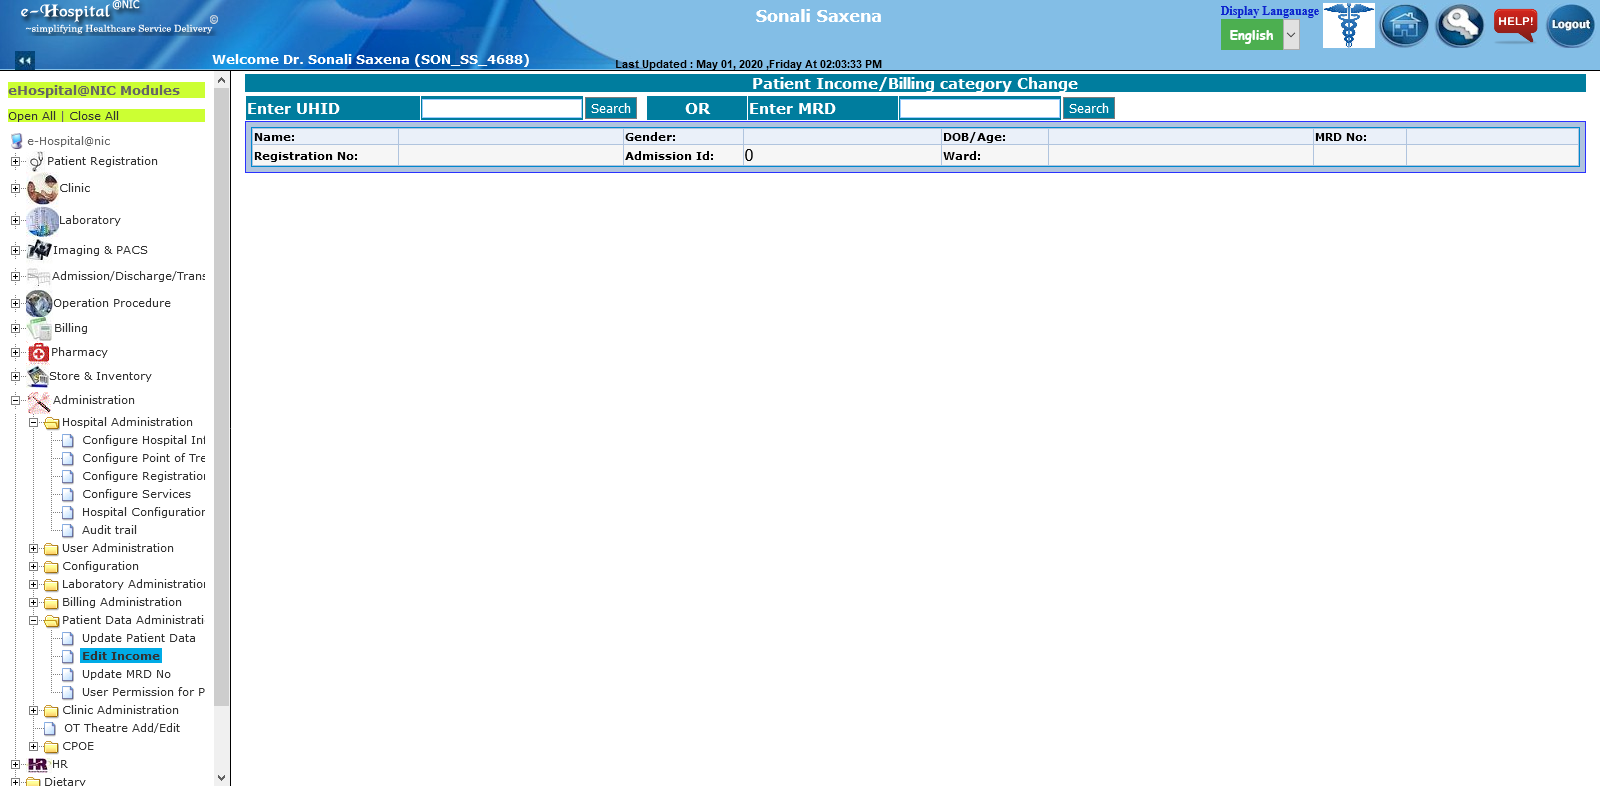 e-Hospital@NIC ©
~simplifying Healthcare Service Delivery
Sonali Saxena
Display Langauage
English
HELP!
Logout
Welcome Dr. Sonali Saxena (SON_SS_4688)
Last Updated : May 01, 2020 ,Friday At 02:03:33 PM
eHospital@NIC Modules
Open All | Close All
e-Hospital@nic
Patient Registration
Clinic
Laboratory
Imaging & PACS
Admission/Discharge/Trans
Operation Procedure
Billing
Pharmacy
Store & Inventory
Administration
Hospital Administration
Configure Hospital Inf
Configure Point of Tre
Configure Registration
Configure Services
Hospital Configuration
Audit trail
User Administration
Configuration
Laboratory Administration
Billing Administration
Patient Data Administrati
Update Patient Data
Edit Income
Update MRD No
User Permission for P
Clinic Administration
OT Theatre Add/Edit
CPOE
HR HR
Dietary
Patient Income/Billing category Change
Enter UHID Search OR Enter MRD Search
Name: Gender: DOB/Age: MRD No:
Registration No: Admission Id: 0 Ward: